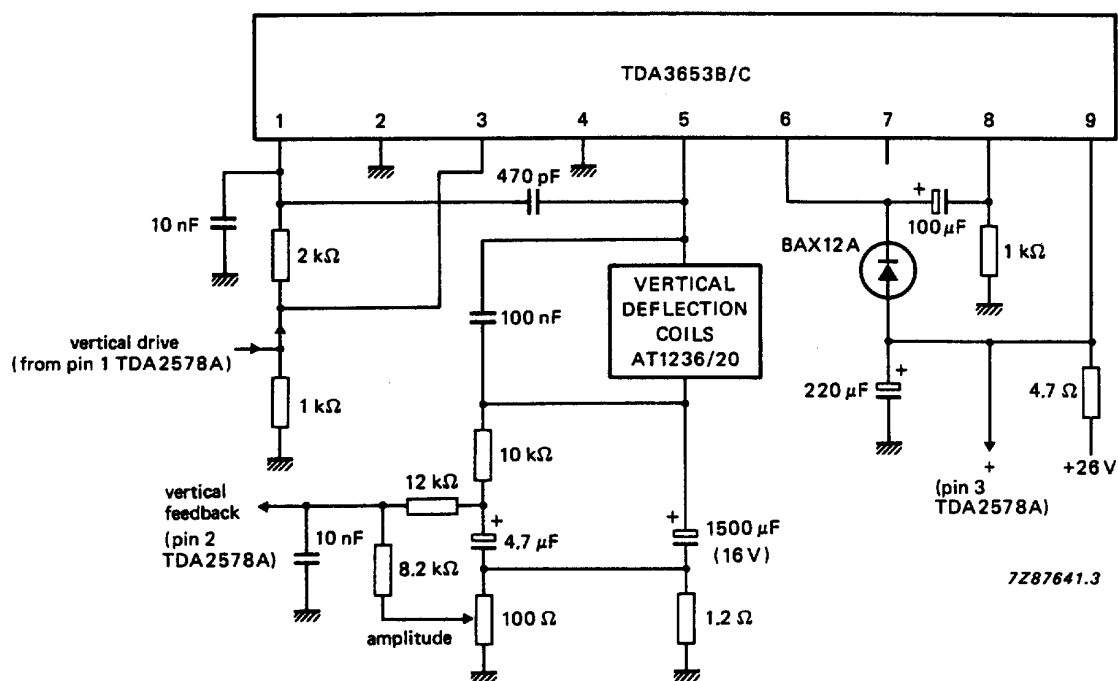 TDA3653B/C
1 2 3 4 5 6 7 8 9
470 pF
10 nF
2 kΩ
+
100 μF
1 kΩ
BAX12A
VERTICAL
DEFLECTION
COILS
AT1236/20
100 nF
vertical drive
(from pin 1 TDA2578A)
1 kΩ
+
220 μF
4.7 Ω
10 kΩ
12 kΩ
+
(pin 3
TDA2578A)
+26 V
vertical
feedback
(pin 2
TDA2578A)
10 nF
8.2 kΩ
+
4.7 μF
+
1500 μF
(16 V)
7Z87641.3
amplitude
100 Ω
1.2 Ω